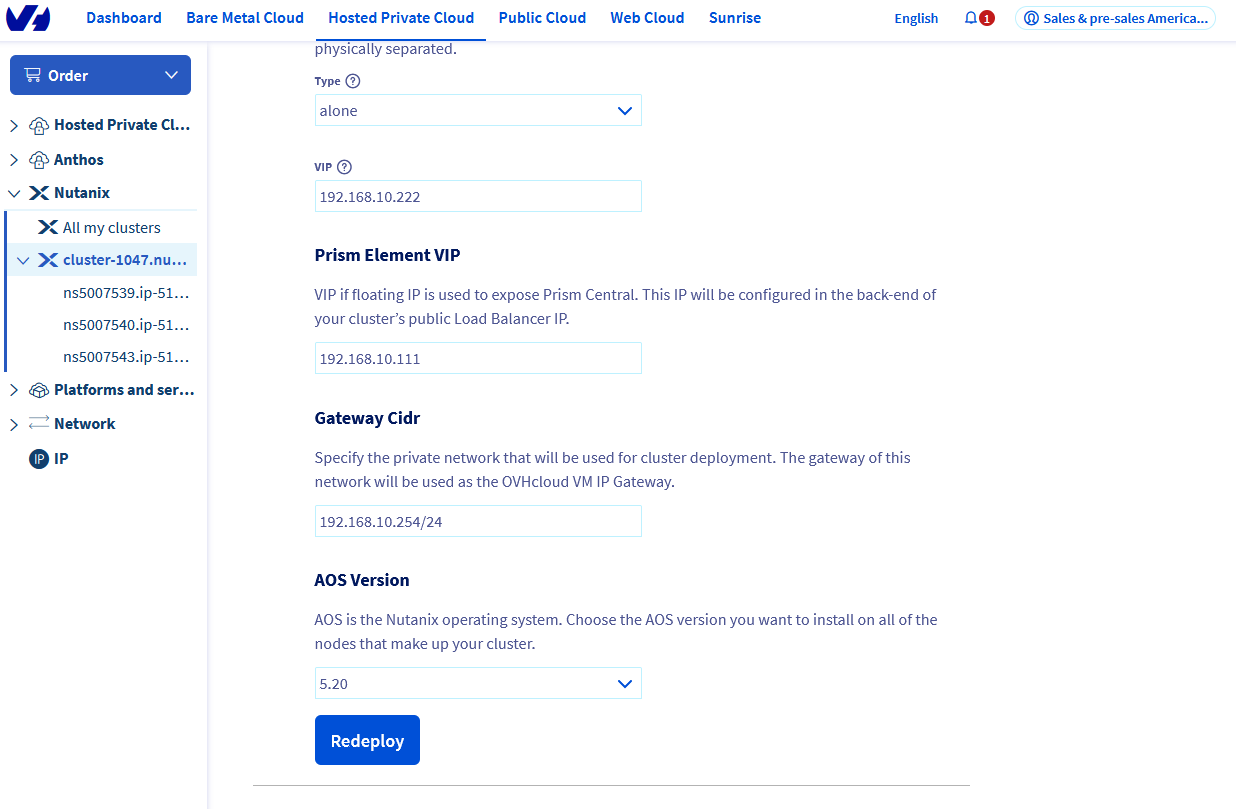 Dashboard Bare Metal Cloud Hosted Private Cloud Public Cloud Web Cloud Sunrise English 1 Sales & pre-sales America...
Order
Hosted Private Cl...
Anthos
Nutanix
All my clusters
cluster-1047.nu...
ns5007539.ip-51...
ns5007540.ip-51...
ns5007543.ip-51...
Platforms and ser...
Network
IP IP
physically separated.
Type ?
alone
VIP ?
192.168.10.222
Prism Element VIP
VIP if floating IP is used to expose Prism Central. This IP will be configured in the back-end of
your cluster’s public Load Balancer IP.
192.168.10.111
Gateway Cidr
Specify the private network that will be used for cluster deployment. The gateway of this
network will be used as the OVHcloud VM IP Gateway.
192.168.10.254/24
AOS Version
AOS is the Nutanix operating system. Choose the AOS version you want to install on all of the
nodes that make up your cluster.
5.20
Redeploy